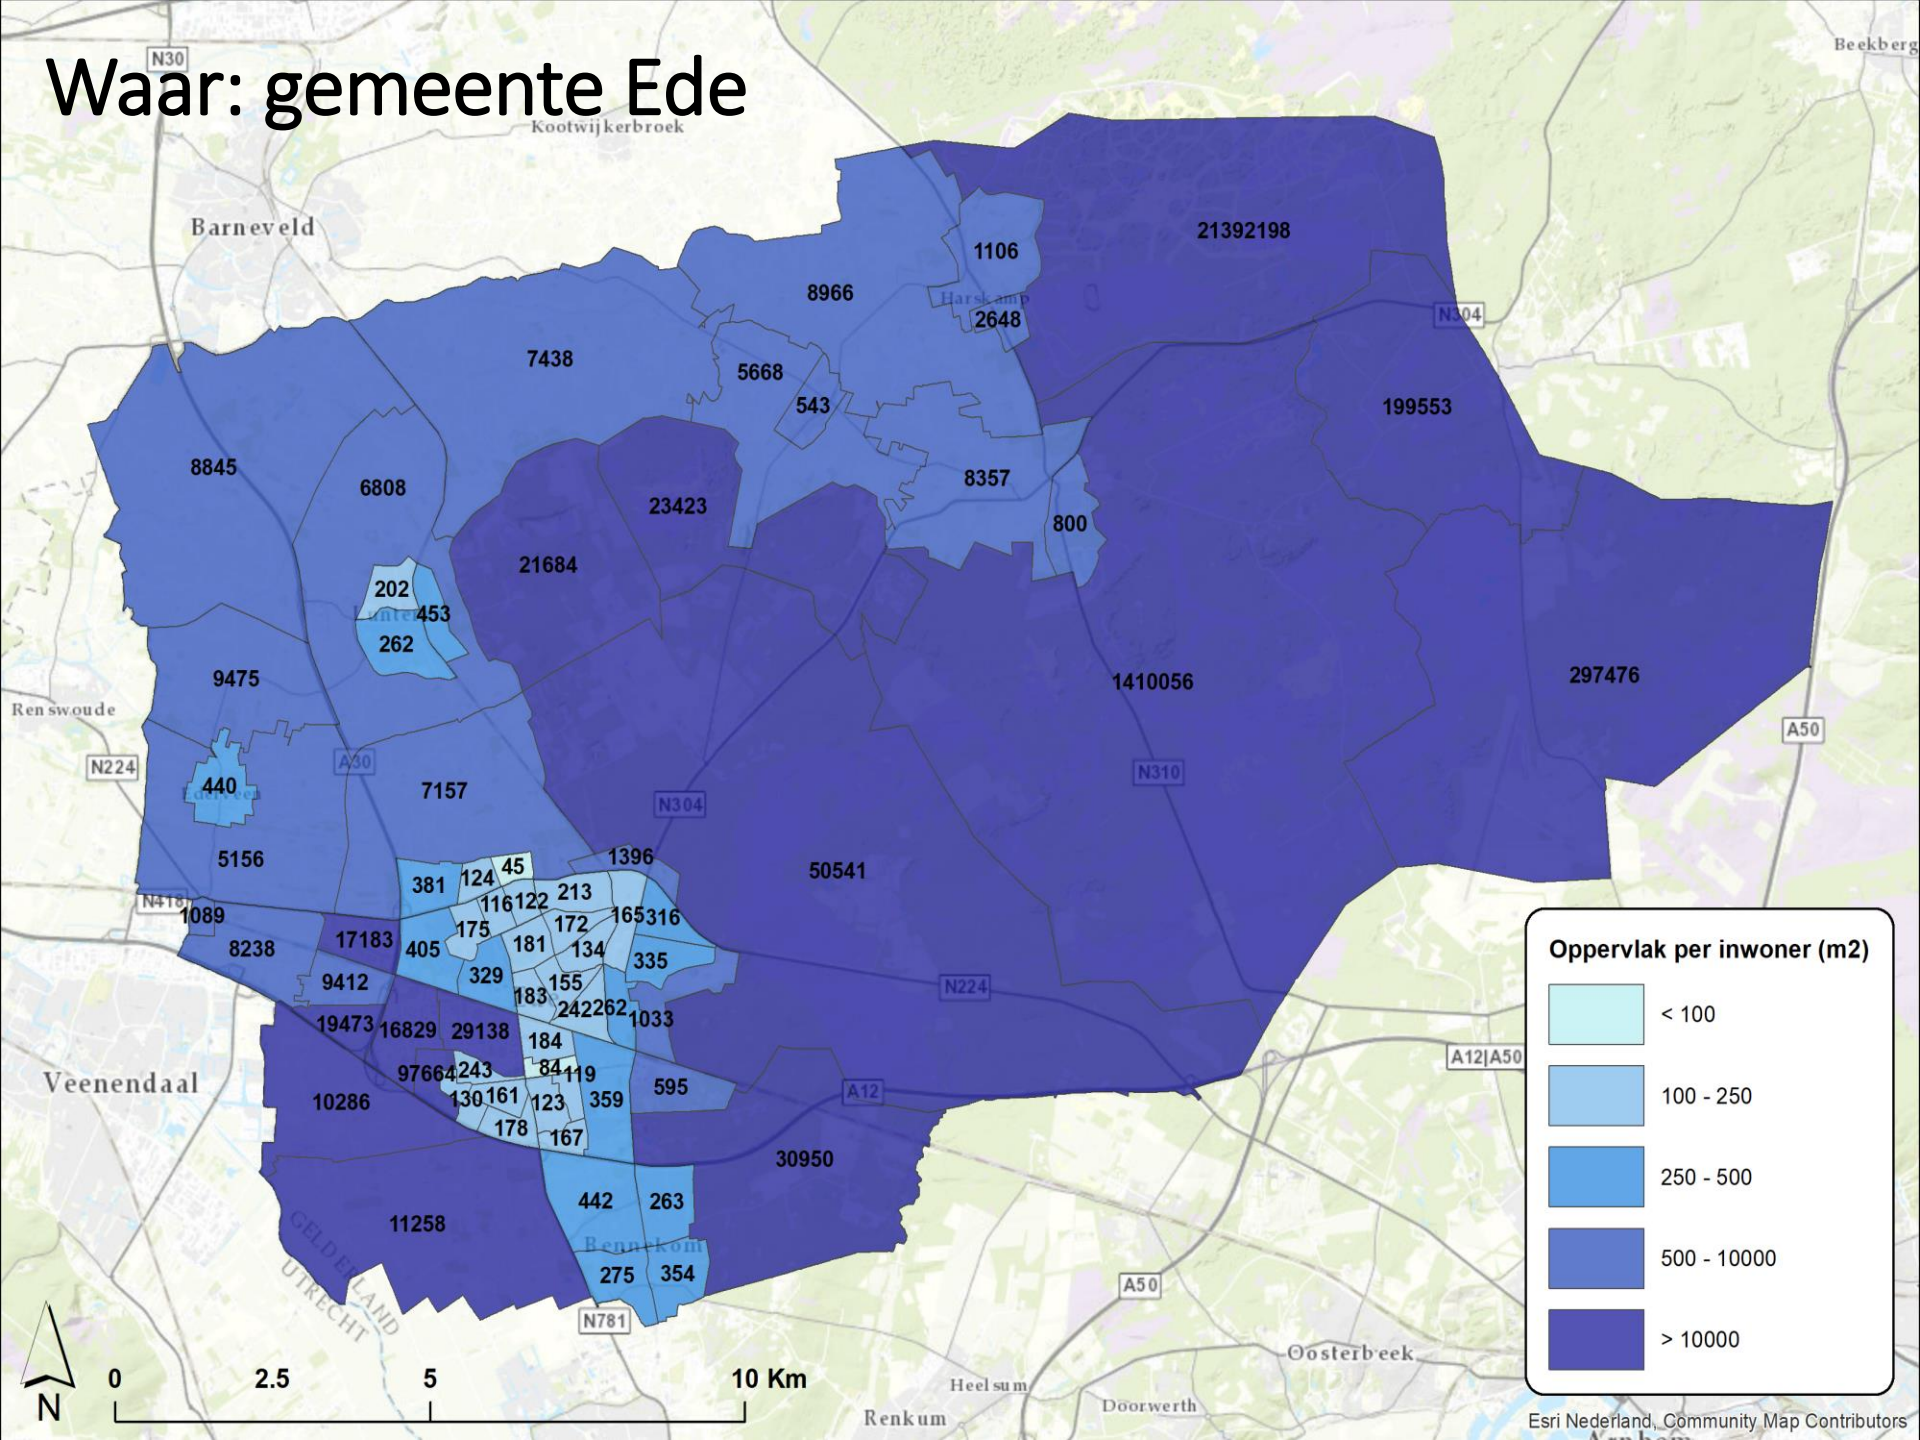 N30
Waar: gemeente Ede
Beekberg
Kootwijkerbroek
Barneveld
21392198
1106
8966
Harskamp
2648
N304
7438
5668
543
199553
8845
6808
8357
23423
800
21684
202
Lunter
453
262
9475
1410056
297476
Renswoude
A50
N224
A30
N310
440
Ederveen
7157
N304
5156
1396
45
381
124
50541
213
116
122
N418
1089
165
316
175
172
17183
8238
405
181
134
335
329
9412
155
183
242
262
N224
19473
16829
29138
1033
184
97664
243
84
119
A12|A50
Veenendaal
595
A12
10286
130
161
123
359
178
167
30950
442
263
11258
GELDERLAND
UTRECHT
Bennekom
275
354
A50
N781
Oosterbeek
Heelsum
Doorwerth
Renkum
N
0
2.5
5
10 Km
Oppervlak per inwoner (m2)
< 100
100 - 250
250 - 500
500 - 10000
> 10000
Esri Nederland, Community Map Contributors